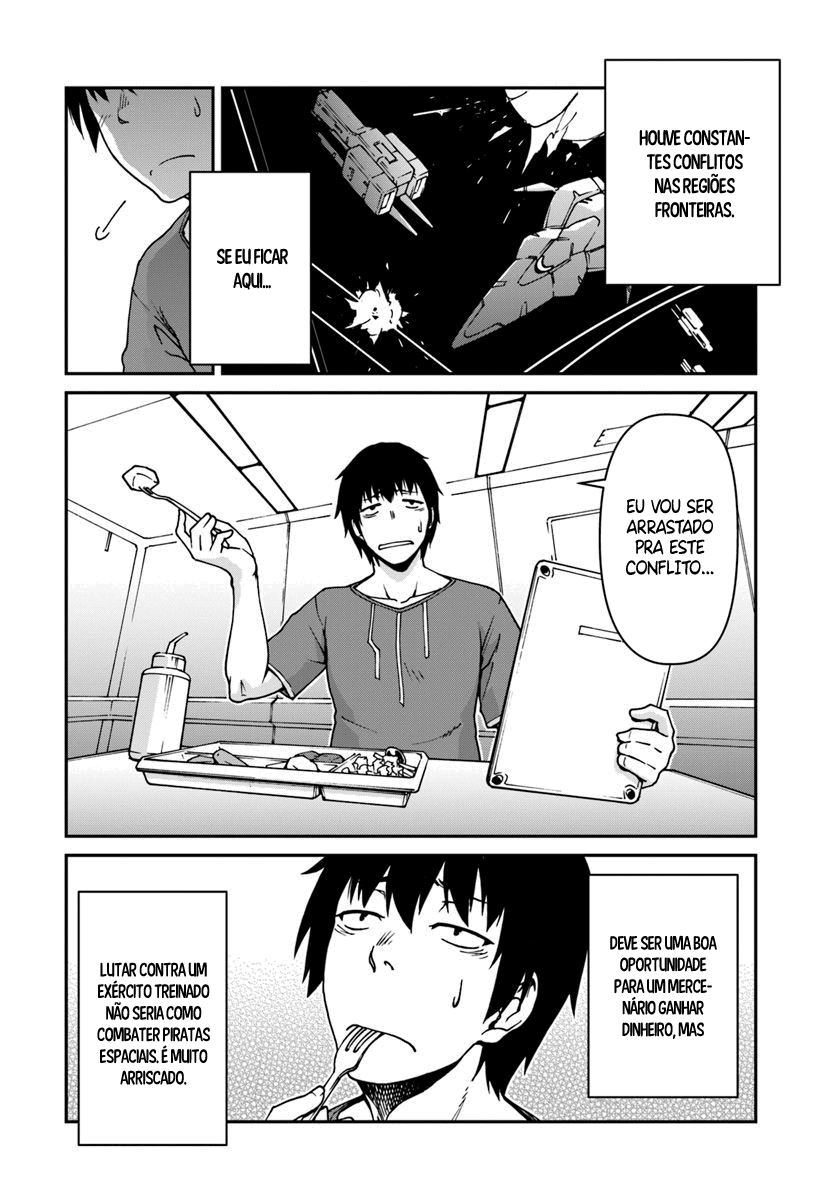 HOUVE CONSTAN-
TES CONFLITOS
NAS REGIÕES
FRONTEIRAS.
SE EU FICAR
AQUI...
EU VOU SER
ARRASTADO
PRA ESTE
CONFLITO...
DEVE SER UMA BOA
OPORTUNIDADE
PARA UM MERCE-
NÁRIO GANHAR
DINHEIRO, MAS
LUTAR CONTRA UM
EXÉRCITO TREINADO
NÃO SERIA COMO
COMBATER PIRATAS
ESPACIAIS. É MUITO
ARRISCADO.